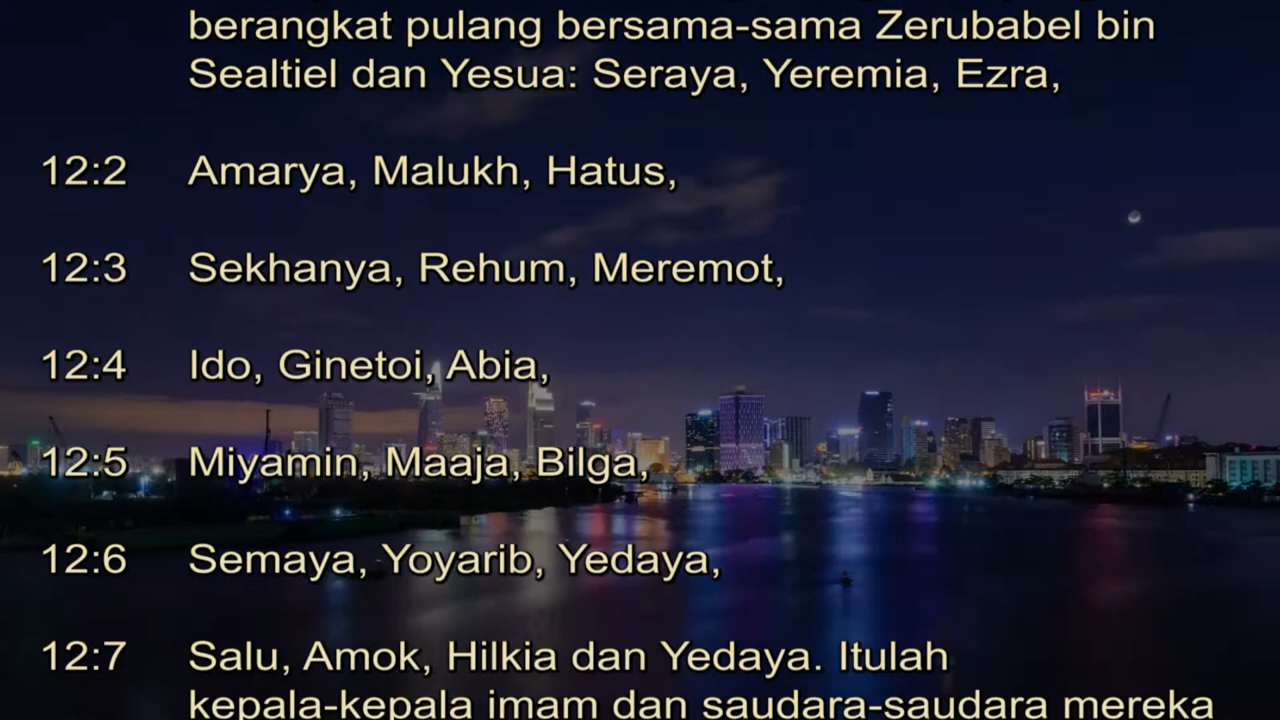 berangkat pulang bersama-sama Zerubabel bin
Sealtiel dan Yesua: Seraya, Yeremia, Ezra,
12:2 Amarya, Malukh, Hatus,
12:3 Sekhanya, Rehum, Meremot,
12:4 Ido, Ginetoi, Abia,
12:5 Miyamin, Maaja, Bilga,
12:6 Semaya, Yoyarib, Yedaya,
12:7 Salu, Amok, Hilkia dan Yedaya. Itulah
kepala-kepala imam dan saudara-saudara mereka